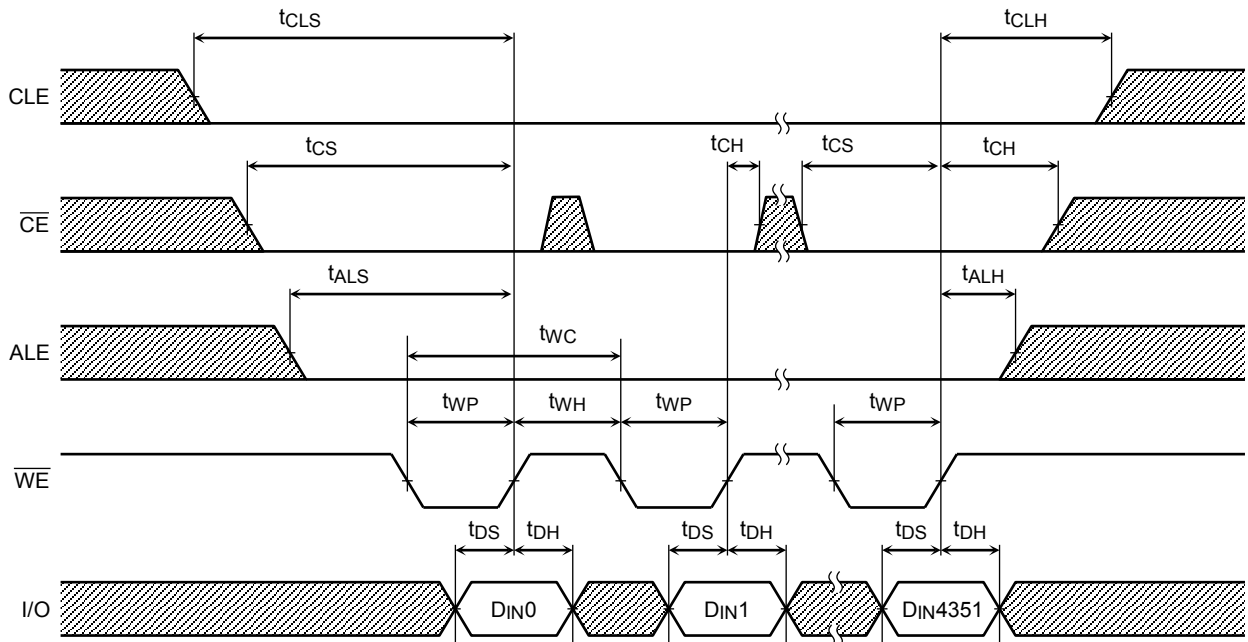 tCLS tCLH
CLE
tCS tCH tCS tCH
CE
tALS tALH
tWC
ALE
tWP tWH tWP tWP
WE
tDS tDH tDS tDH tDS tDH
I/O DIN0 DIN1 DIN4351